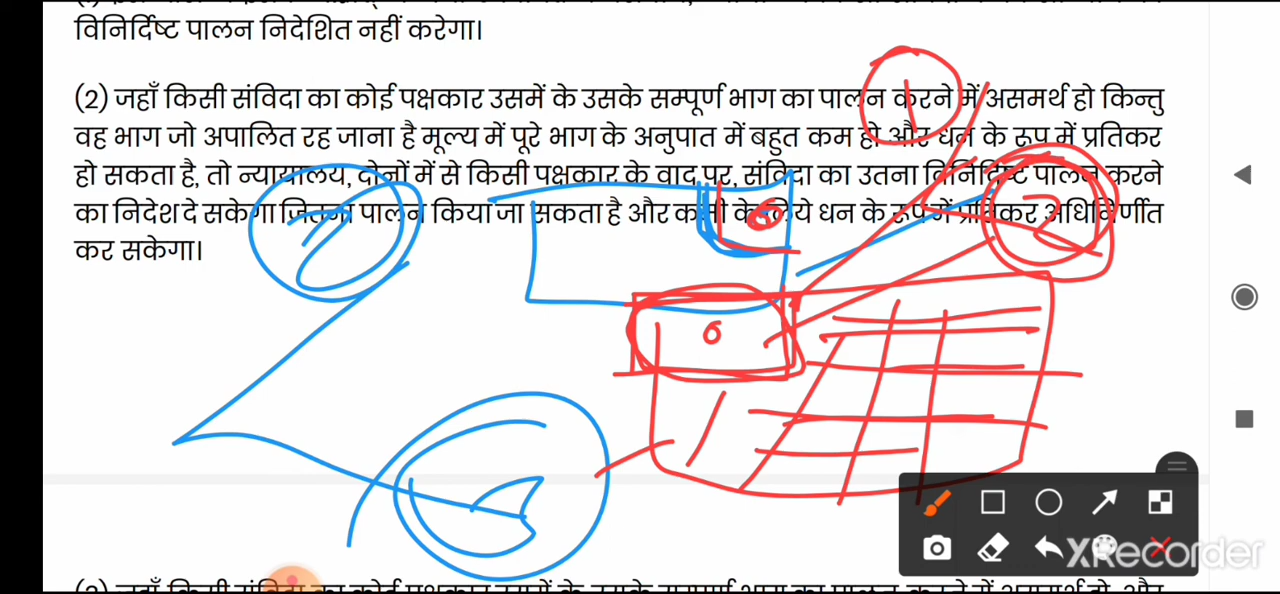 विनिर्दिष्ट पालन निदेशित नहीं करेगा।
(2) जहाँ किसी संविदा का कोई पक्षकार उसमें के उसके सम्पूर्ण भाग का पालन करने में असमर्थ हो किन्तु
वह भाग जो अपालित रह जाना है मूल्य में पूरे भाग के अनुपात में बहुत कम हो और धन के रूप में प्रतिकर
हो सकता है, तो न्यायालय, दोनों में से किसी पक्षकार के वाद पर, संविदा का उतना विनिर्दिष्ट पालन करने
का निदेश दे सकेगा जितना पालन किया जा सकता है और कमी के लिये धन के रूप में प्रतिकर अधिनिर्णीत
कर सकेगा।
1
2
XRecorder